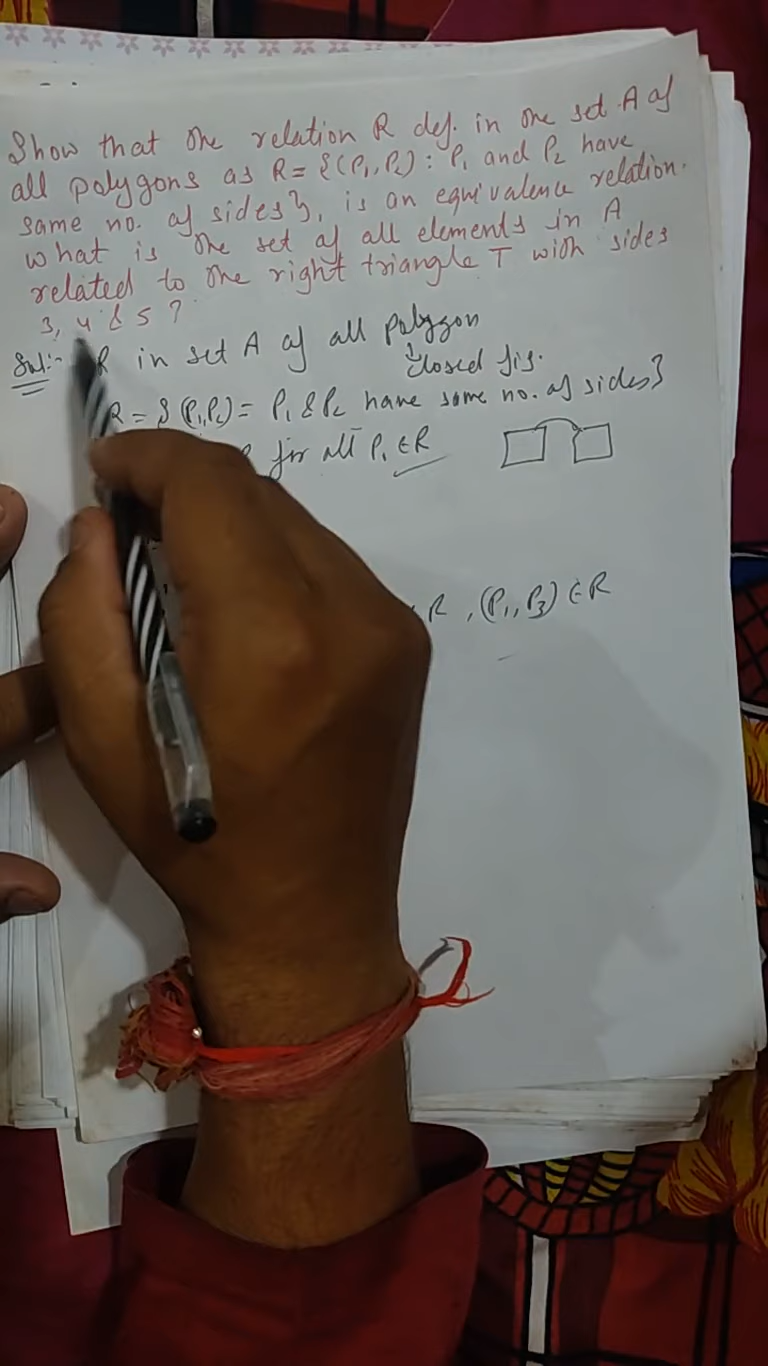 Show that the relation R def. in the set A of
all polygons as R = {(P₁, P₂) : P₁ and P₂ have
same no. of sides}, is an equivalence relation.
what is the set of all elements in A
related to the right triangle T with sides
3, 4 & 5 ?
Sol:- R in set A of all polygon
closed fig.
R = {(P₁,P₂) = P₁ & P₂ have same no. of sides}
for all P₁ ∈ R
R , (P₁, P₃) ∈ R